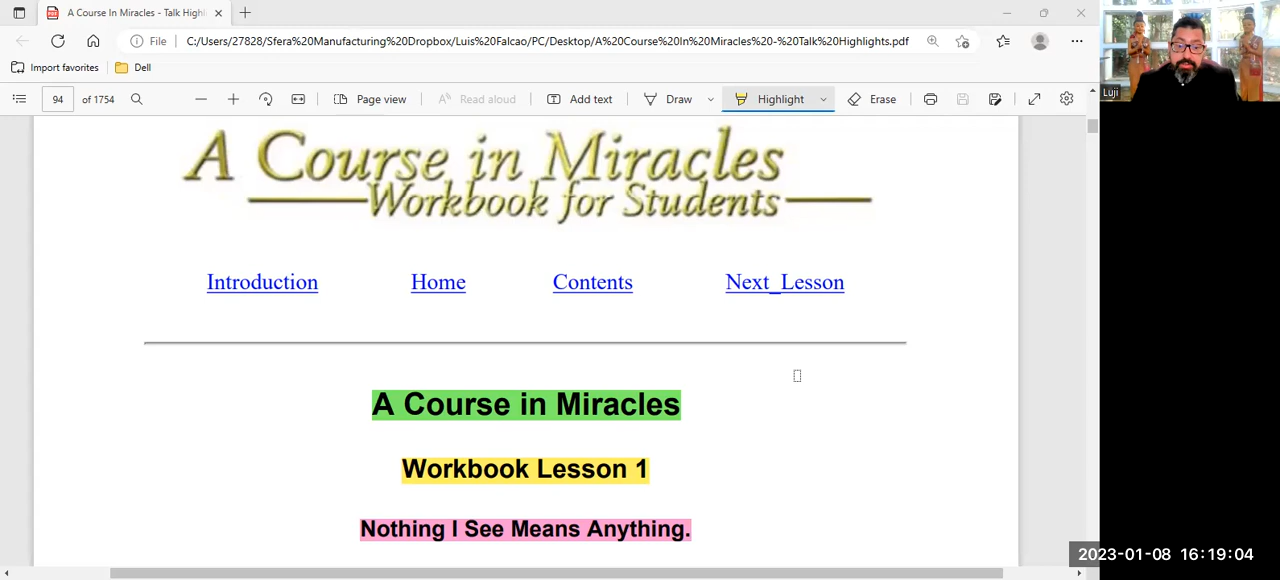 A Course In Miracles - Talk Highl
File
C:/Users/27828/Sfera%20Manufacturing%20Dropbox/Luis%20Falcao/PC/Desktop/A%20Course%20In%20Miracles%20-%20Talk%20Highlights.pdf
Import favorites
Dell
94 of 1754
Page view
Read aloud
Add text
Draw
Highlight
Erase
Luji
A Course in Miracles
Workbook for Students
Introduction Home Contents Next_Lesson
A Course in Miracles
Workbook Lesson 1
Nothing I See Means Anything.
2023-01-08 16:19:04